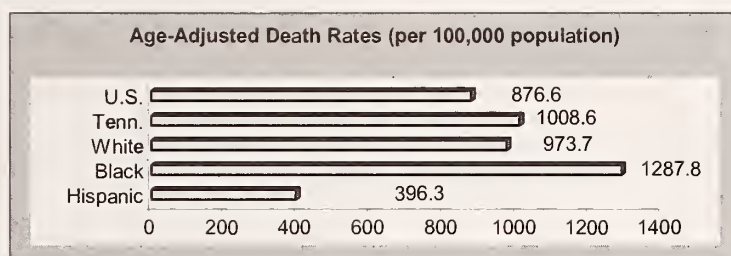 Age-Adjusted Death Rates (per 100,000 population)
U.S. 876.6
Tenn. 1008.6
White 973.7
Black 1287.8
Hispanic 396.3
0 200 400 600 800 1000 1200 1400